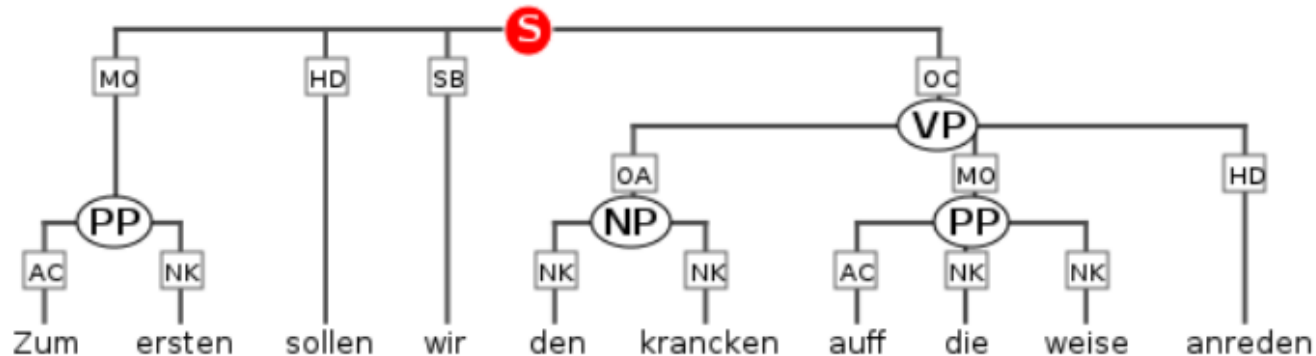 S
MO HD SB OC
VP
OA MO HD
PP NP PP
AC NK NK NK AC NK NK
Zum ersten sollen wir den krancken auff die weise anreden